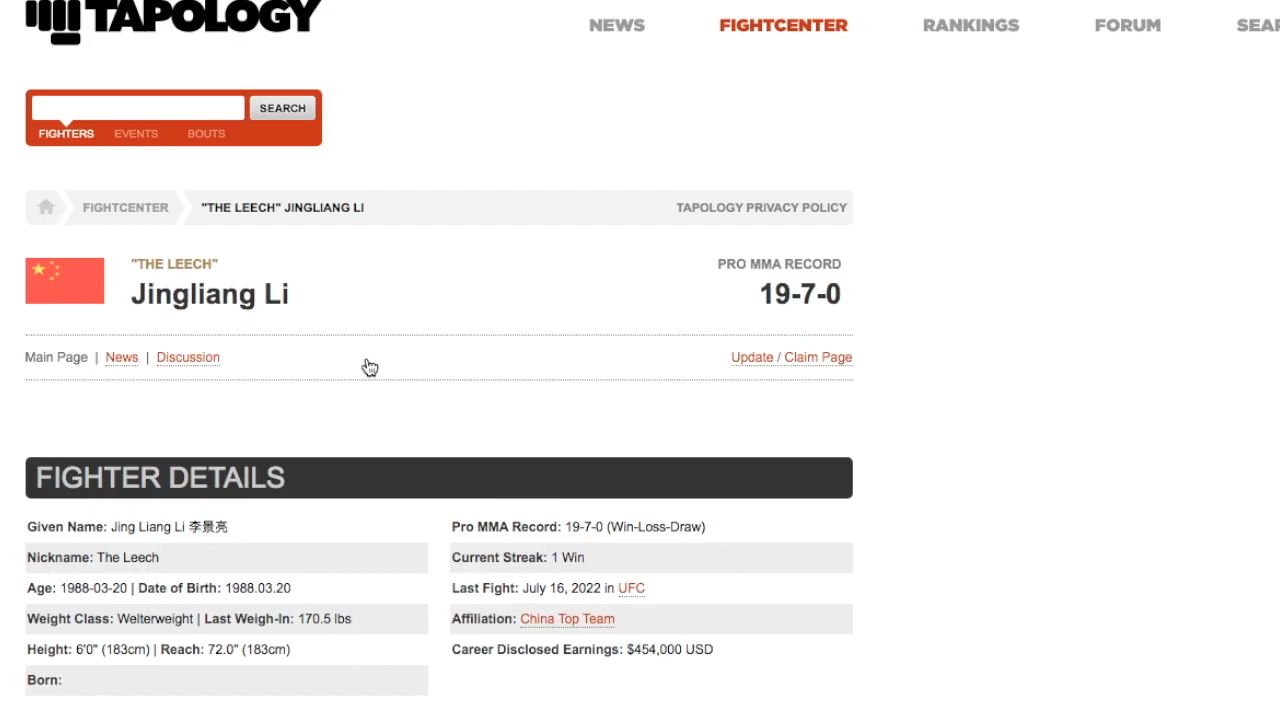 TAPOLOGY
NEWS FIGHTCENTER RANKINGS FORUM
SEARCH
FIGHTERS EVENTS BOUTS
FIGHTCENTER "THE LEECH" JINGLIANG LI TAPOLOGY PRIVACY POLICY
"THE LEECH" PRO MMA RECORD
Jingliang Li 19-7-0
Main Page | News | Discussion Update / Claim Page
FIGHTER DETAILS
Given Name: Jing Liang Li 李景亮 Pro MMA Record: 19-7-0 (Win-Loss-Draw)
Nickname: The Leech Current Streak: 1 Win
Age: 1988-03-20 | Date of Birth: 1988.03.20 Last Fight: July 16, 2022 in UFC
Weight Class: Welterweight | Last Weigh-In: 170.5 lbs Affiliation: China Top Team
Height: 6'0" (183cm) | Reach: 72.0" (183cm) Career Disclosed Earnings: $454,000 USD
Born: